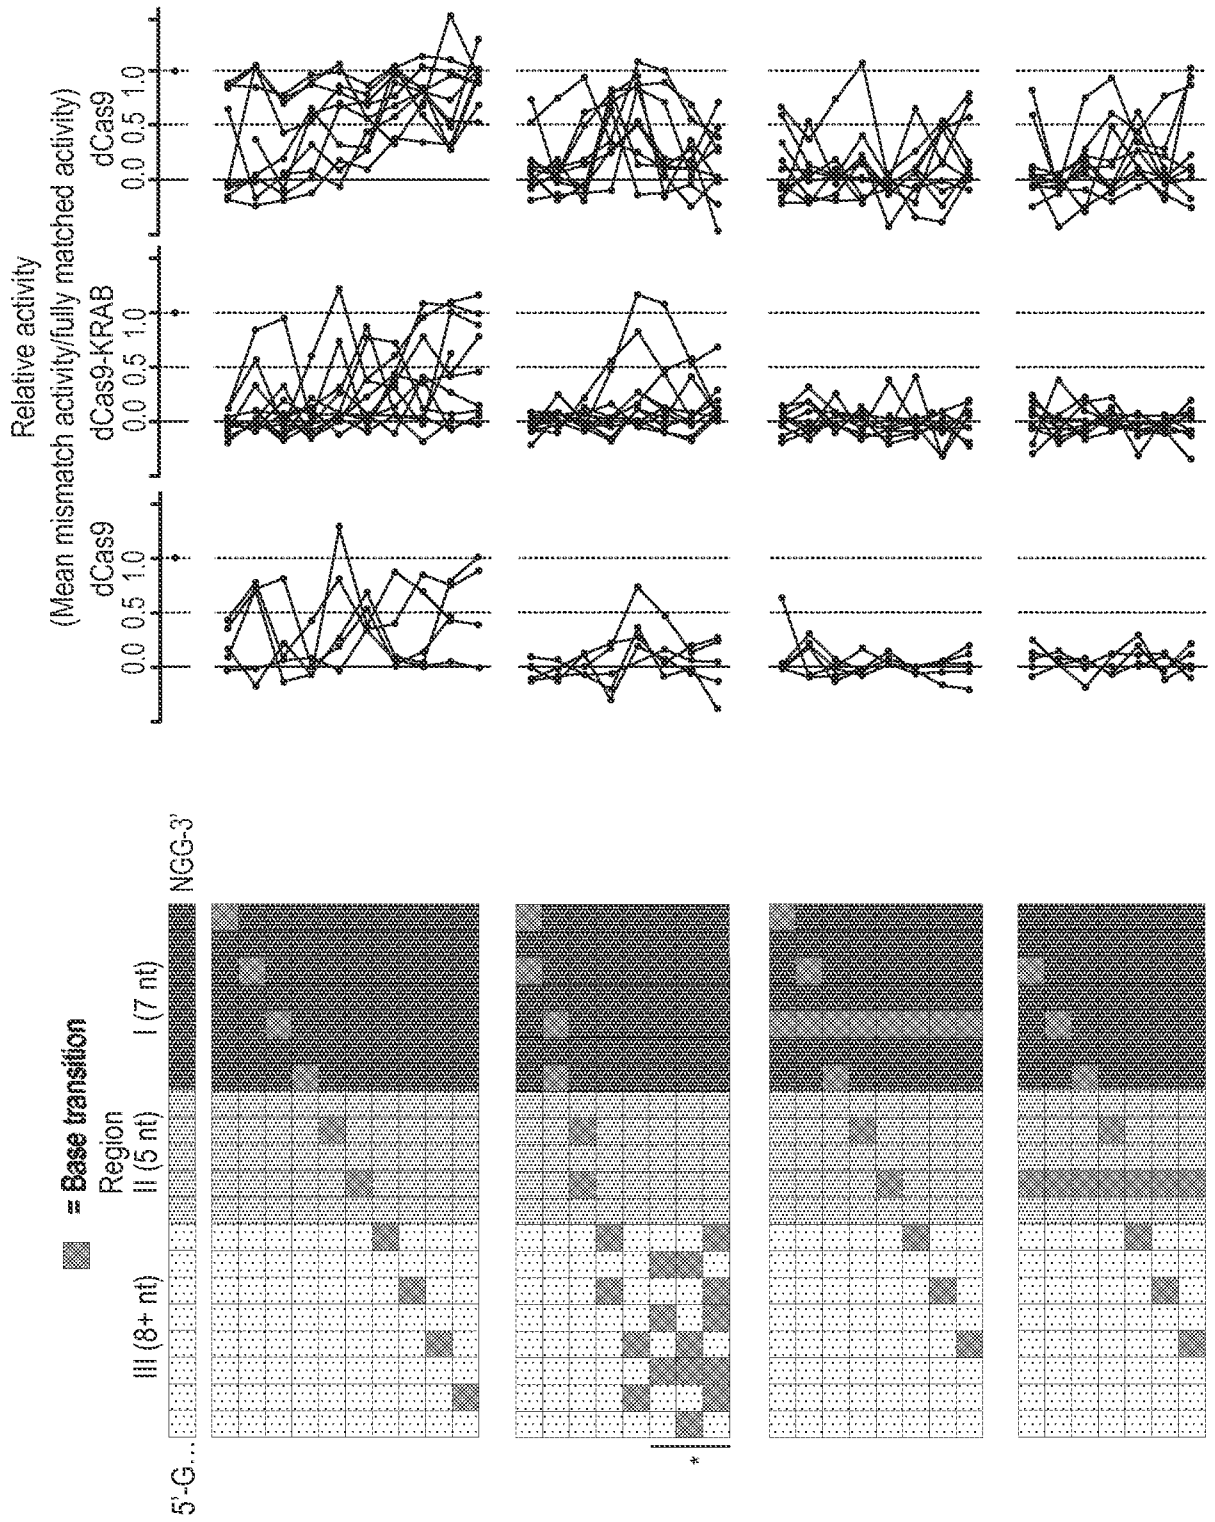 = Base transition
Region
III (8+ nt) II (5 nt) I (7 nt)
5'-G... NGG-3'
Relative activity
(Mean mismatch activity/fully matched activity)
dCas9 dCas9-KRAB dCas9
0.0 0.5 1.0 0.0 0.5 1.0 0.0 0.5 1.0
*